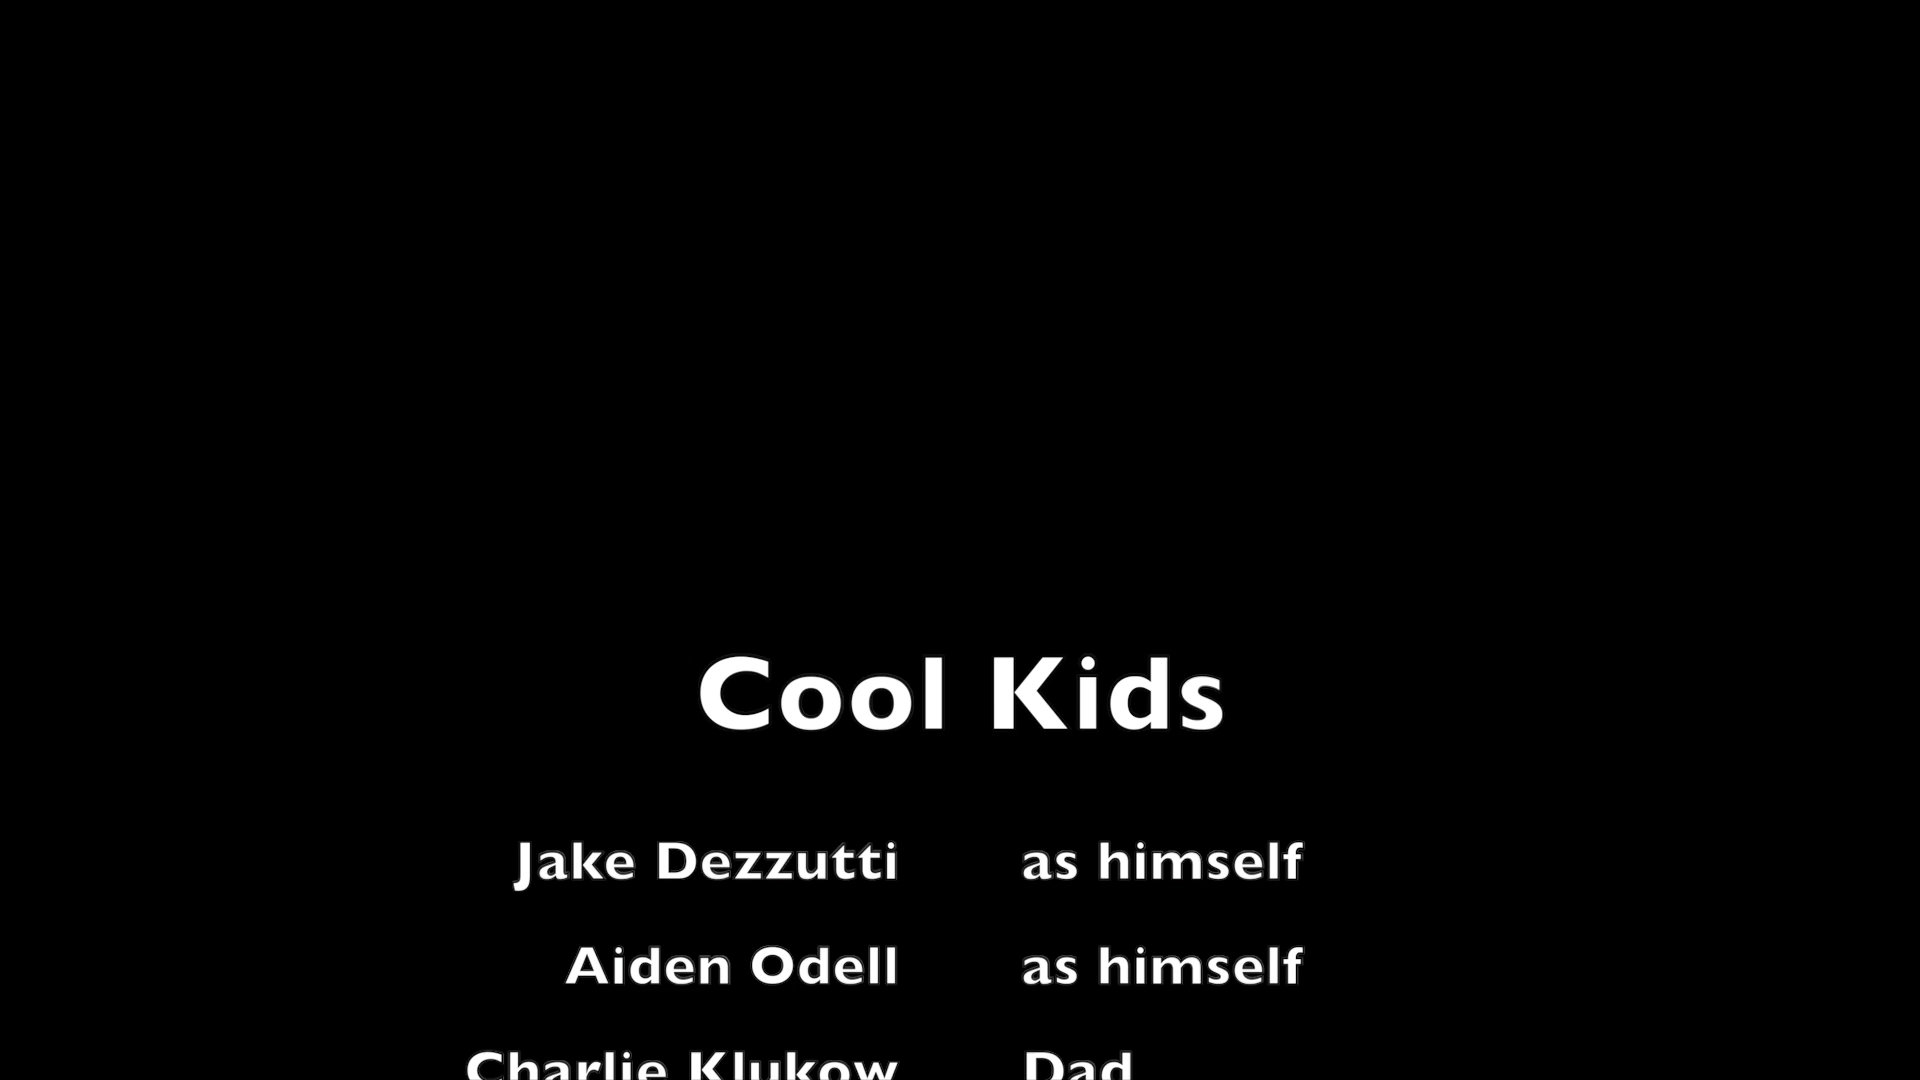 Cool Kids
Jake Dezzutti as himself
Aiden Odell as himself
Charlie Klukow Dad